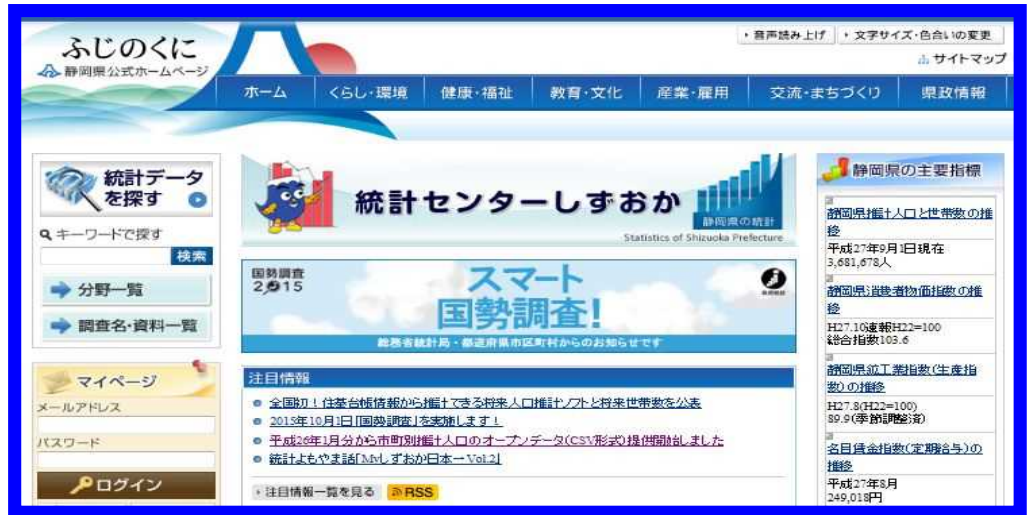 ふじのくに
静岡県公式ホームページ
音声読み上げ
文字サイズ・色合いの変更
サイトマップ
ホーム
くらし・環境
健康・福祉
教育・文化
産業・雇用
交流・まちづくり
県政情報
統計データ
を探す
キーワードで探す
検索
分野一覧
調査名・資料一覧
マイページ
メールアドレス
パスワード
ログイン
統計センターしずおか
静岡県の統計
Statistics of Shizuoka Prefecture
国勢調査
2015
スマート
国勢調査!
総務省統計局・都道府県市区町村からのお知らせです
注目情報
全国初!住基台帳情報から推計できる将来人口推計ソフトと将来世帯数を公表
2015年10月1日「国勢調査」を実施します!
平成26年1月分から市町別推計人口のオープンデータ(CSV形式)提供開始しました
統計よもやま話「Myしずおか日本一 Vol.2」
注目情報一覧を見る
RSS
静岡県の主要指標
静岡県推計人口と世帯数の推
移
平成27年9月1日現在
3,681,678人
静岡県消費者物価指数の推
移
H27.10速報H22=100
総合指数103.6
静岡県鉱工業指数(生産指
数)の推移
H27.8(H22=100)
89.9(季節調整済)
名目賃金指数(定期給与)の
推移
平成27年8月
249,018円